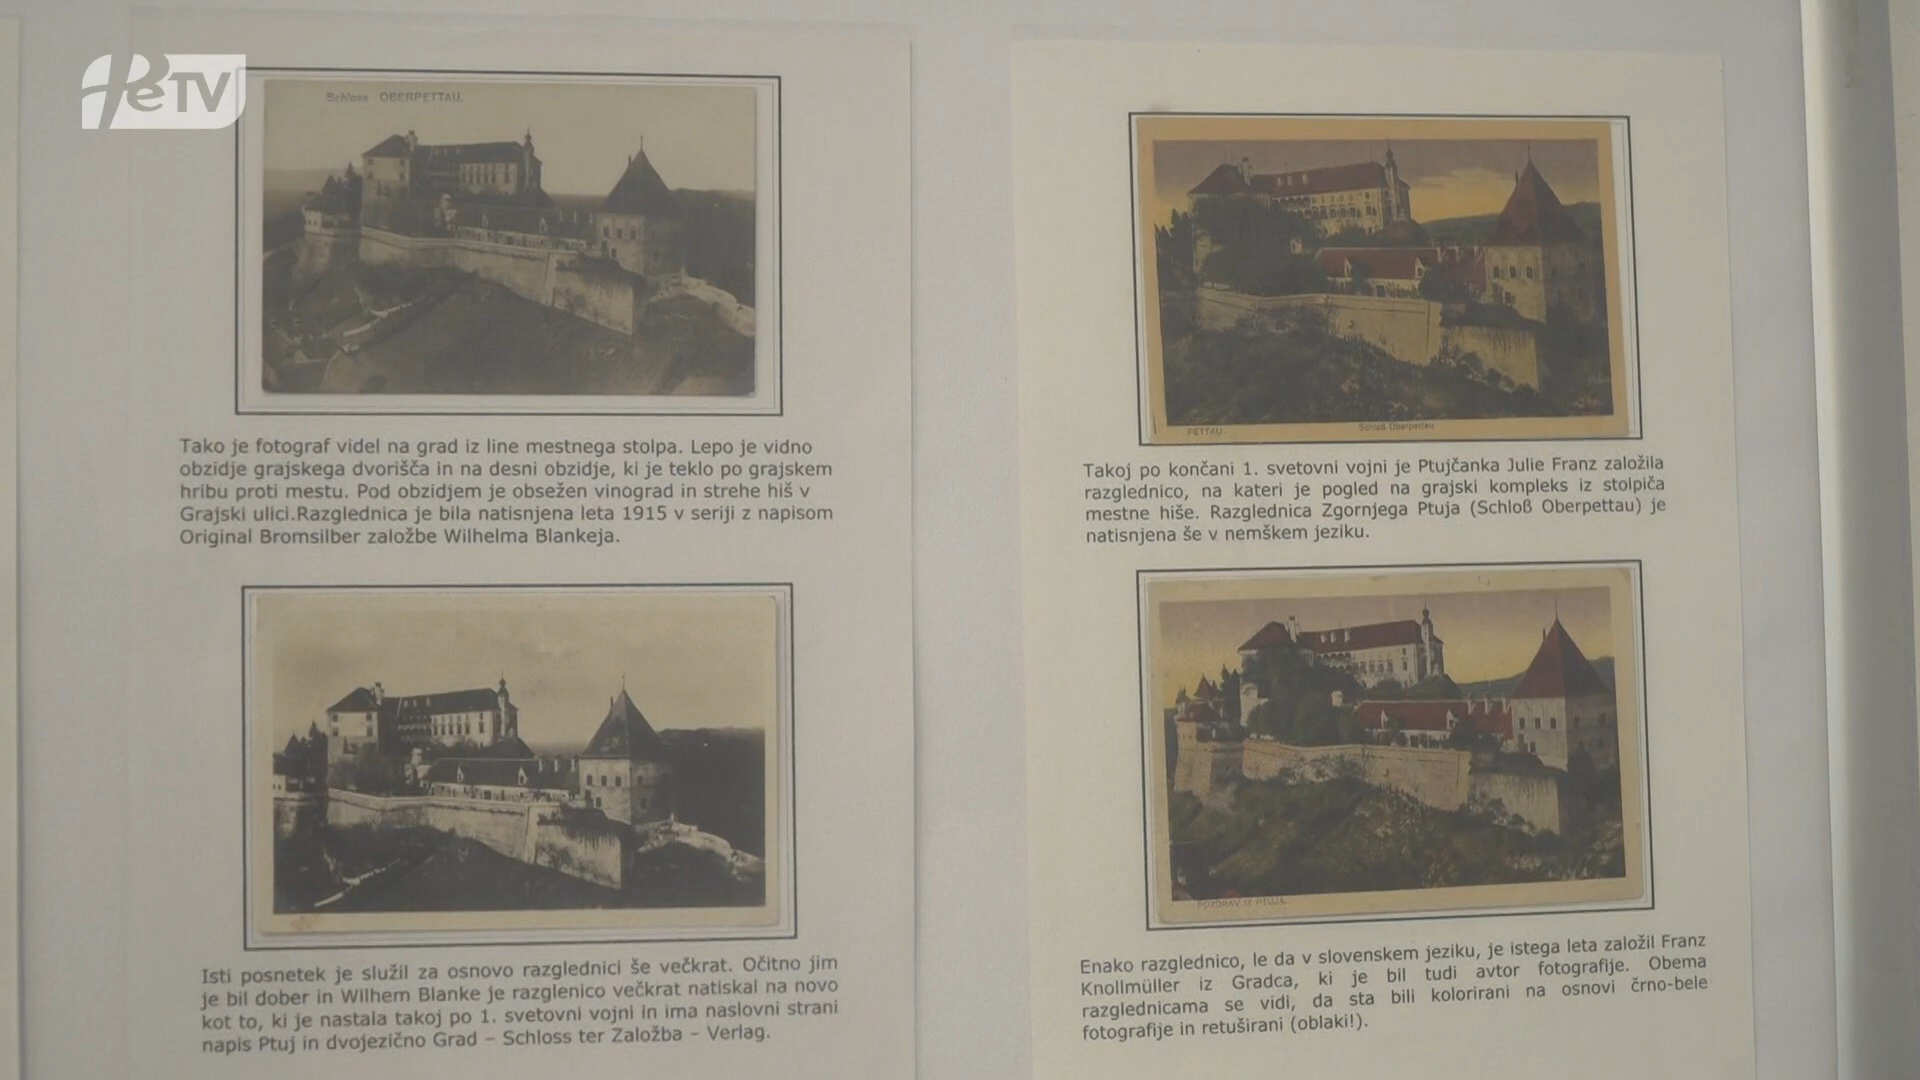 PeTV
Schloss OBERPETTAU.
Tako je fotograf videl na grad iz line mestnega stolpa. Lepo je vidno
obzidje grajskega dvorišča in na desni obzidje, ki je teklo po grajskem
hribu proti mestu. Pod obzidjem je obsežen vinograd in strehe hiš v
Grajski ulici.Razglednica je bila natisnjena leta 1915 v seriji z napisom
Original Bromsilber založbe Wilhelma Blankeja.
Isti posnetek je služil za osnovo razglednici še večkrat. Očitno jim
je bil dober in Wilhem Blanke je razglenico večkrat natiskal na novo
kot to, ki je nastala takoj po 1. svetovni vojni in ima naslovni strani
napis Ptuj in dvojezično Grad – Schloss ter Založba – Verlag.
PETTAU.
Schloß Oberpettau
Takoj po končani 1. svetovni vojni je Ptujčanka Julie Franz založila
razglednico, na kateri je pogled na grajski kompleks iz stolpiča
mestne hiše. Razglednica Zgornjega Ptuja (Schloß Oberpettau) je
natisnjena še v nemškem jeziku.
POZDRAV IZ PTUJA.
Enako razglednico, le da v slovenskem jeziku, je istega leta založil Franz
Knollmüller iz Gradca, ki je bil tudi avtor fotografije. Obema
razglednicama se vidi, da sta bili kolorirani na osnovi črno-bele
fotografije in retuširani (oblaki!).